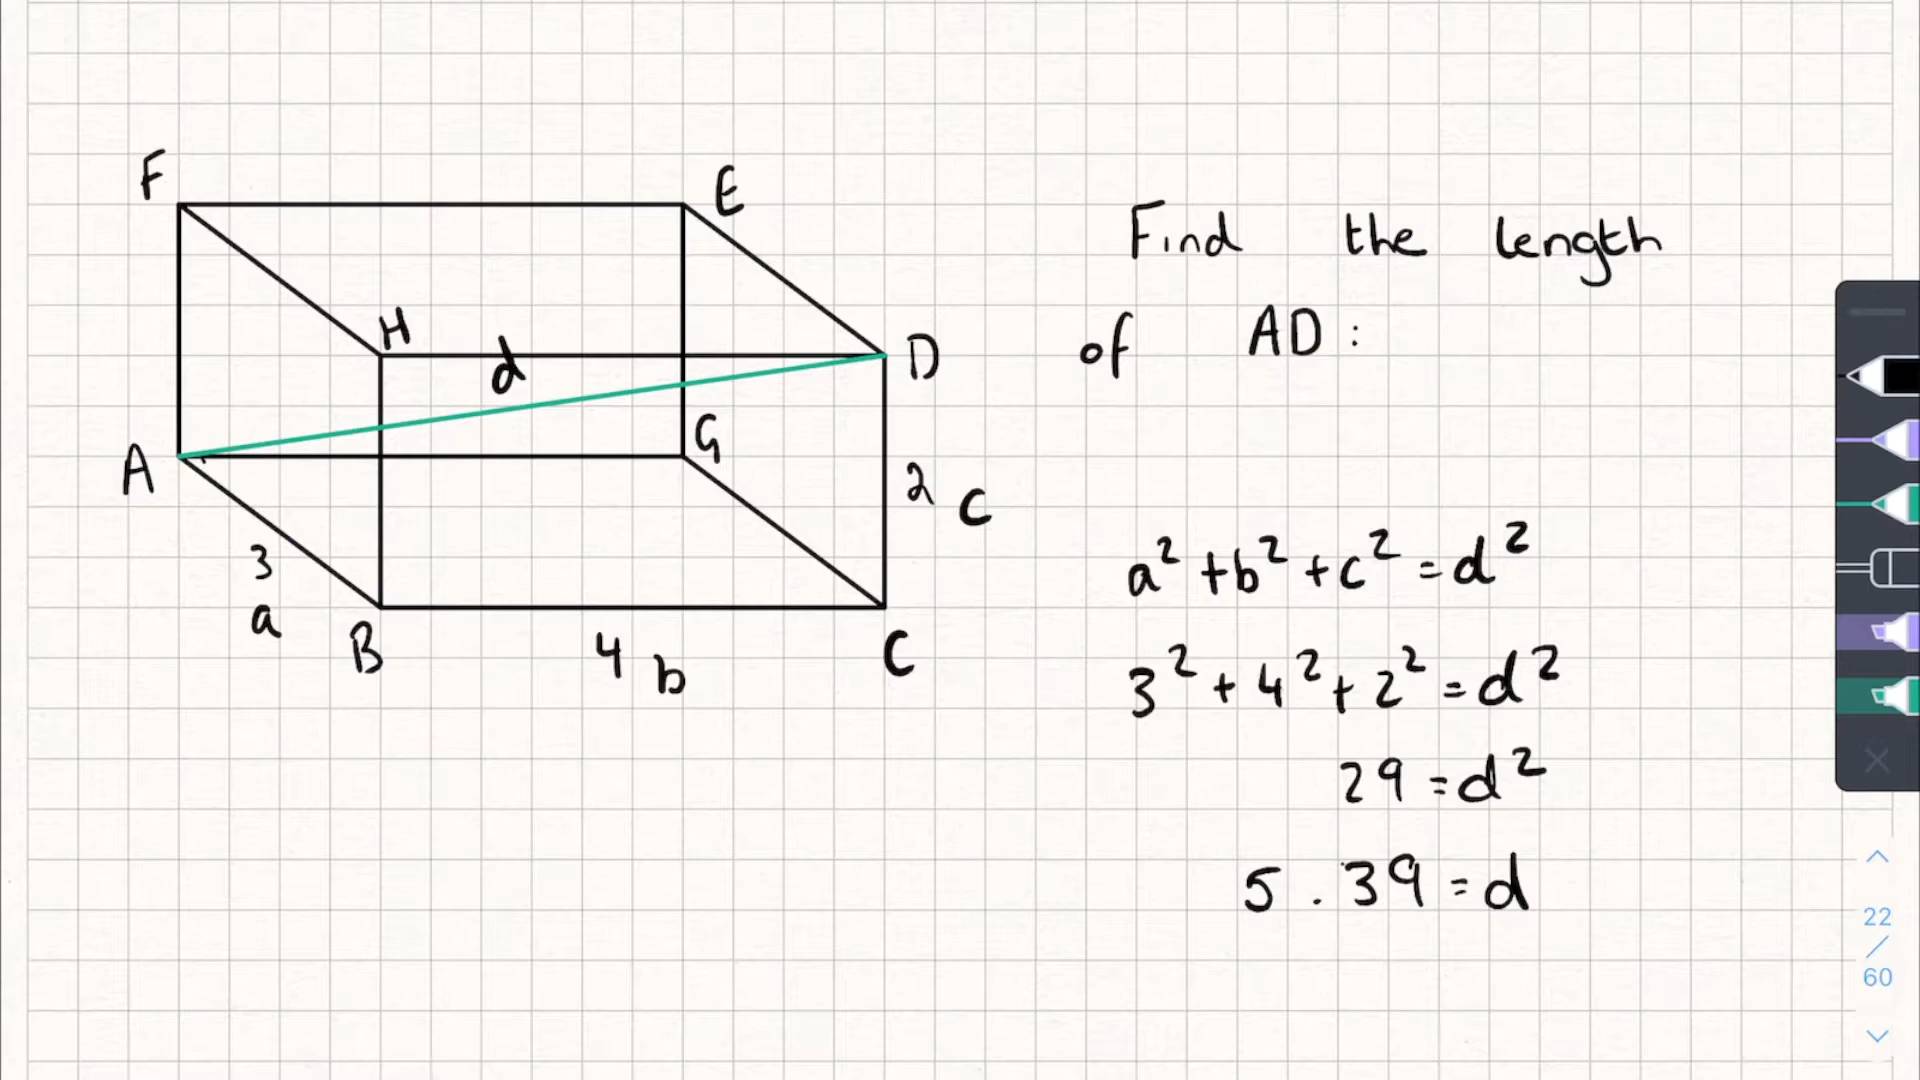 F
E
Find the length
of AD:
H
d
D
G
A
2 C
3
a
B
4 b
C
a² + b² + c² = d²
3² + 4² + 2² = d²
29 = d²
5.39 = d
22
/
60